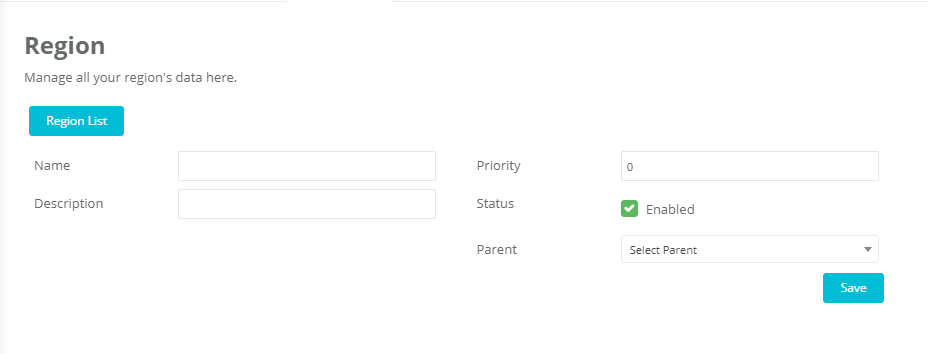 Region
Manage all your region's data here.
Region List
Name
Priority
0
Description
Status
Enabled
Parent
Select Parent
Save